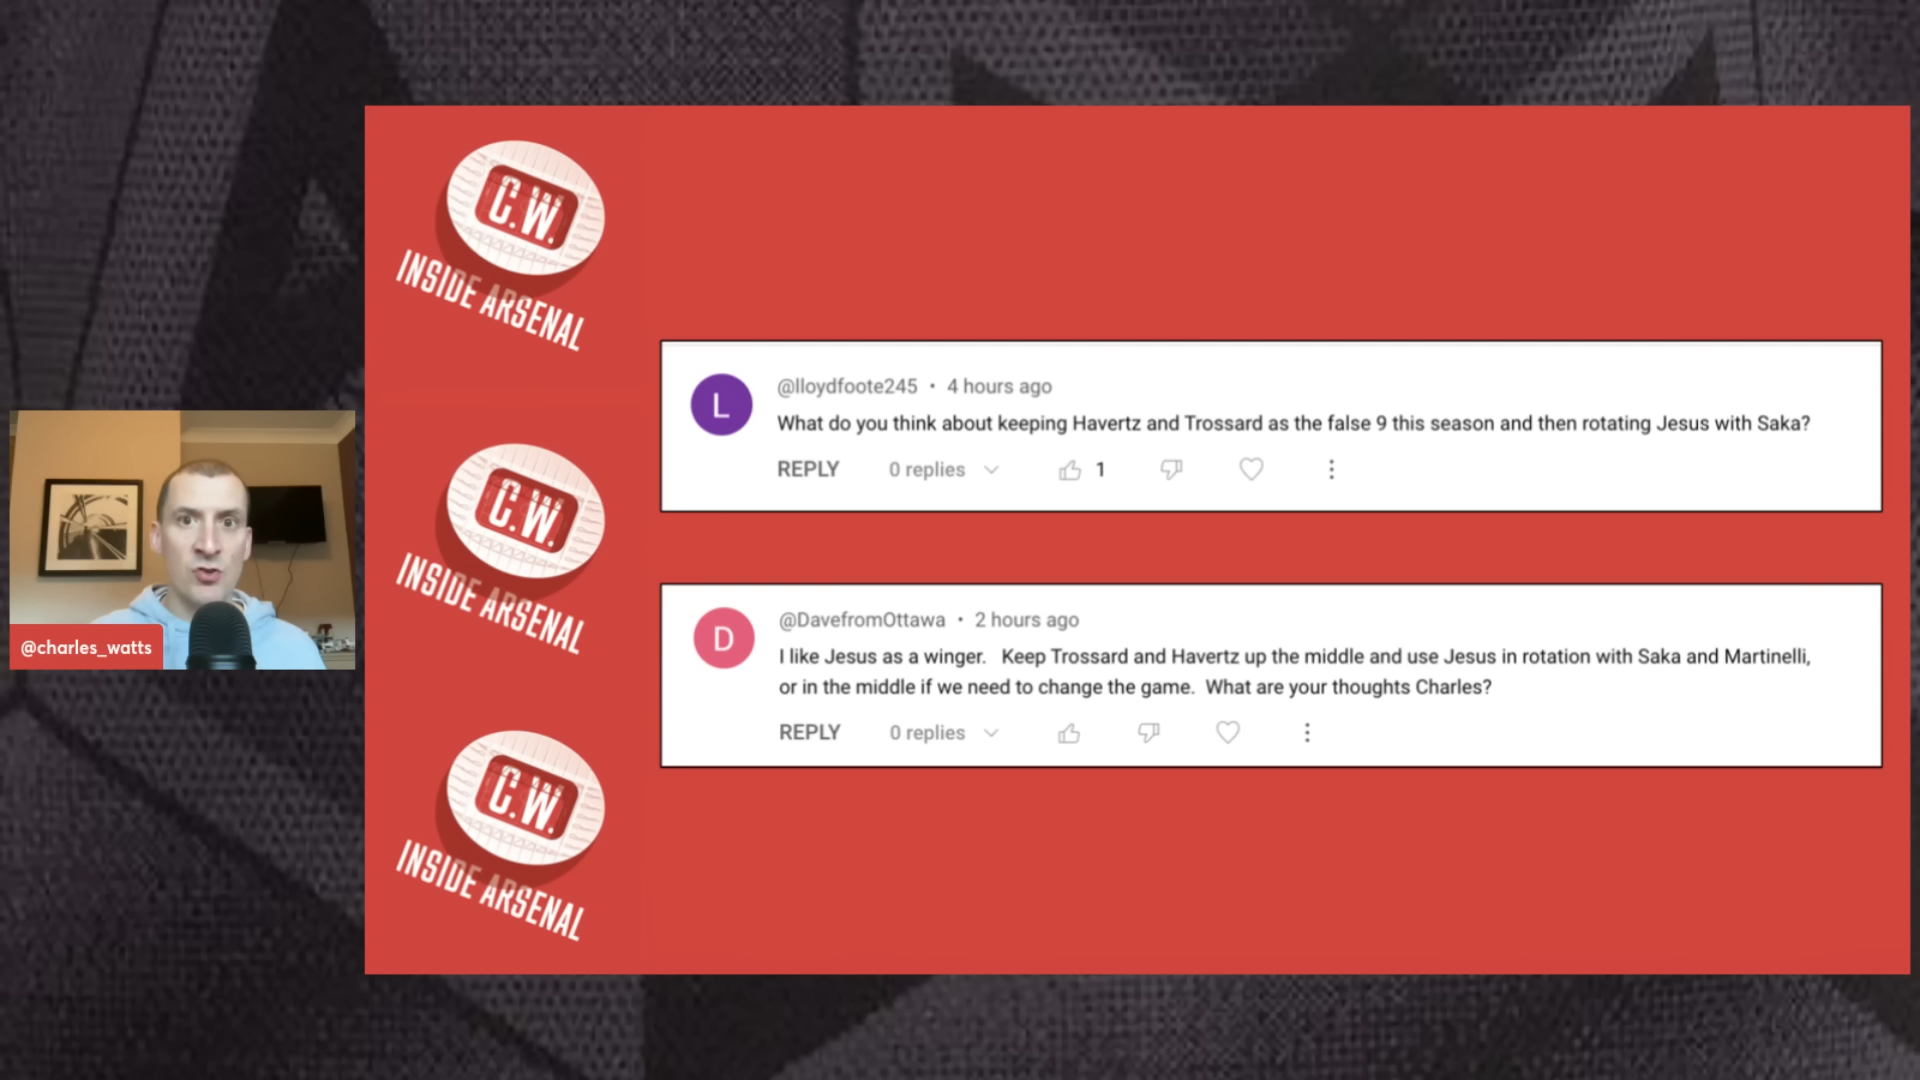 C.W.
INSIDE ARSENAL
C.W.
INSIDE ARSENAL
C.W.
INSIDE ARSENAL
@charles_watts
L
@lloydfoote245 • 4 hours ago
What do you think about keeping Havertz and Trossard as the false 9 this season and then rotating Jesus with Saka?
REPLY 0 replies 1
D
@DavefromOttawa • 2 hours ago
I like Jesus as a winger. Keep Trossard and Havertz up the middle and use Jesus in rotation with Saka and Martinelli,
or in the middle if we need to change the game. What are your thoughts Charles?
REPLY 0 replies